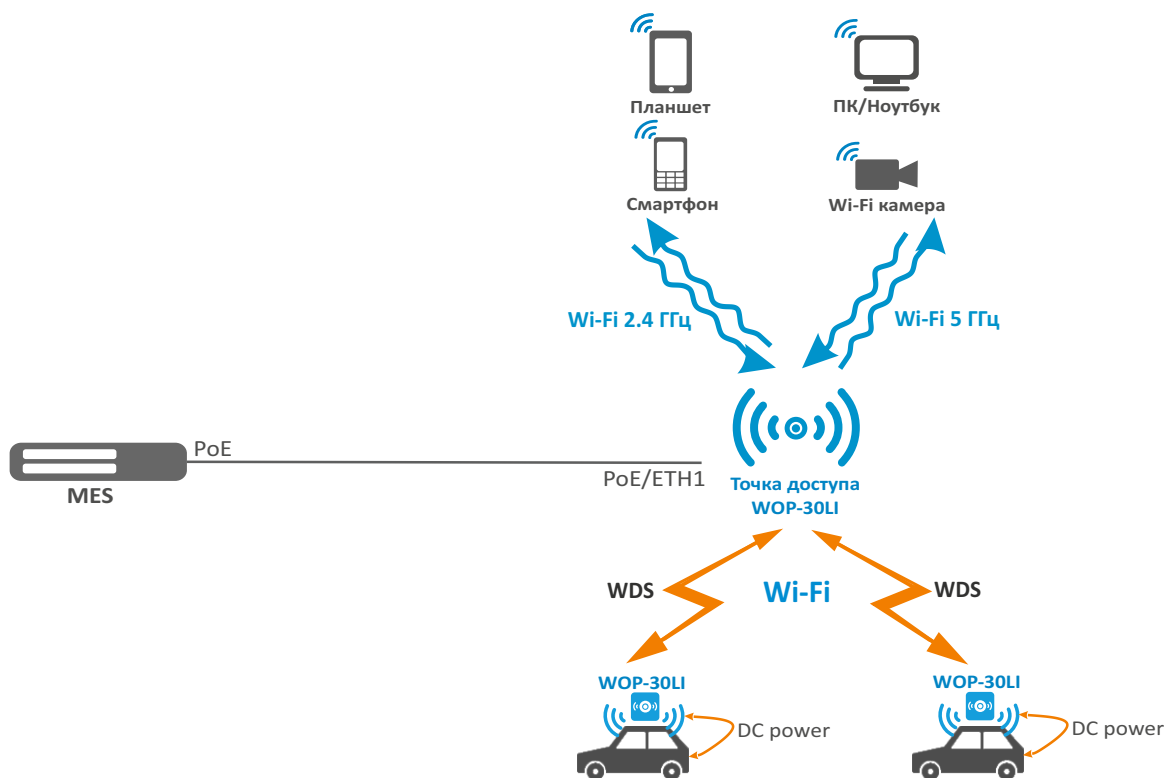 Планшет
ПК/Ноутбук
Смартфон
Wi-Fi камера
Wi-Fi 2.4 ГГц
Wi-Fi 5 ГГц
PoE
MES
PoE/ETH1
Точка доступа
WOP-30LI
WDS
Wi-Fi
WDS
WOP-30LI
WOP-30LI
DC power
DC power